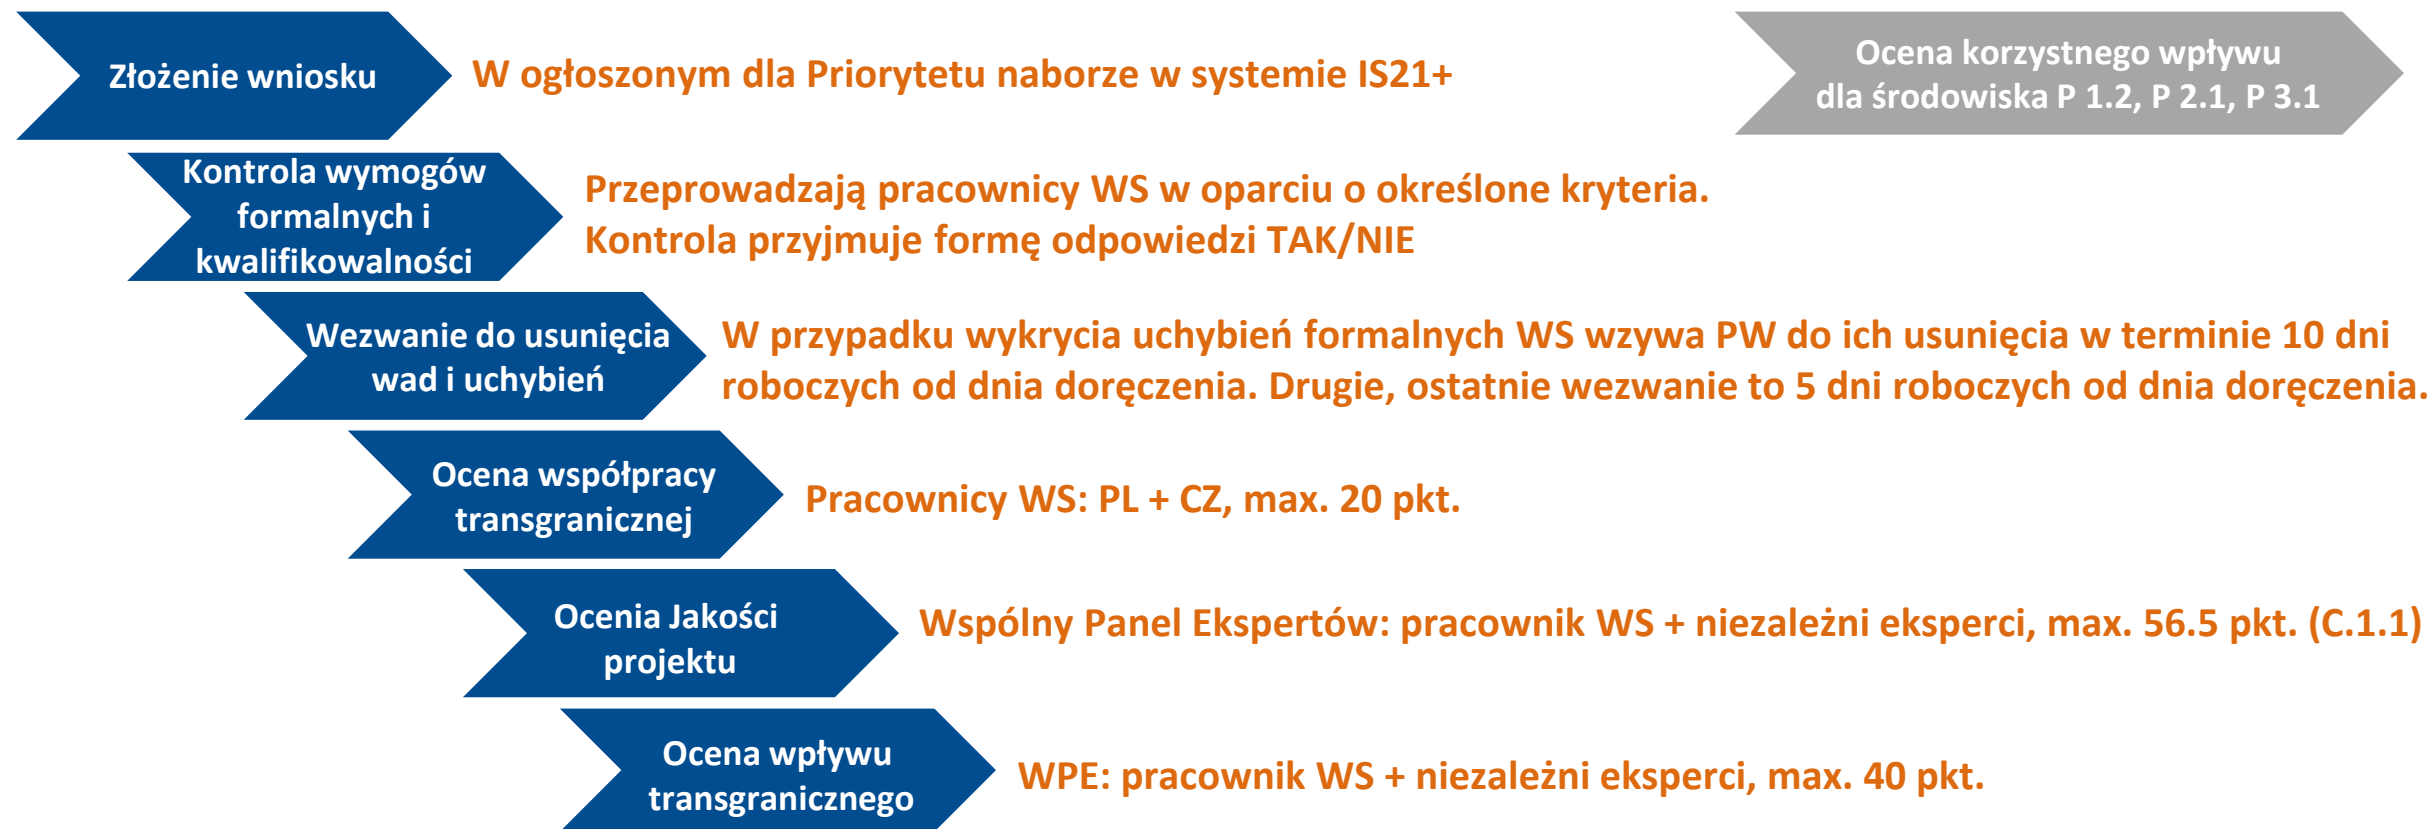 Złożenie wniosku
W ogłoszonym dla Priorytetu naborze w systemie IS21+
Ocena korzystnego wpływu
dla środowiska P 1.2, P 2.1, P 3.1
Kontrola wymogów
formalnych i
kwalifikowalności
Przeprowadzają pracownicy WS w oparciu o określone kryteria.
Kontrola przyjmuje formę odpowiedzi TAK/NIE
Wezwanie do usunięcia
wad i uchybień
W przypadku wykrycia uchybień formalnych WS wzywa PW do ich usunięcia w terminie 10 dni
roboczych od dnia doręczenia. Drugie, ostatnie wezwanie to 5 dni roboczych od dnia doręczenia.
Ocena współpracy
transgranicznej
Pracownicy WS: PL + CZ, max. 20 pkt.
Ocenia Jakości
projektu
Wspólny Panel Ekspertów: pracownik WS + niezależni eksperci, max. 56.5 pkt. (C.1.1)
Ocena wpływu
transgranicznego
WPE: pracownik WS + niezależni eksperci, max. 40 pkt.